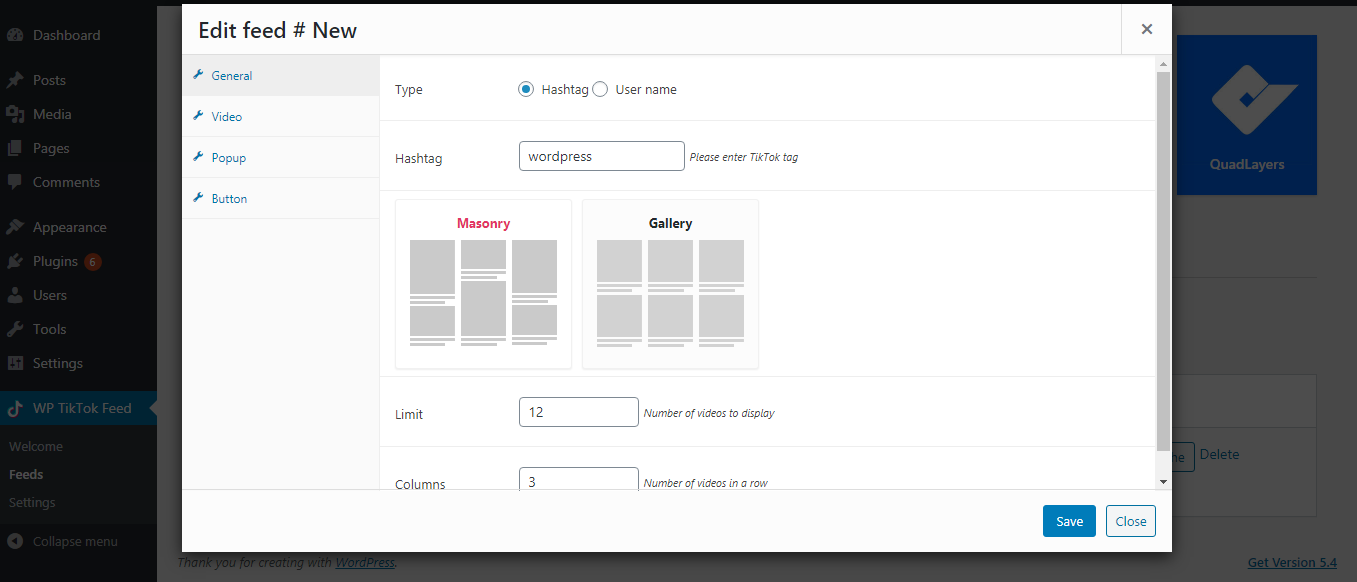 Dashboard
Posts
Media
Pages
Comments
Appearance
Plugins 6
Users
Tools
Settings
WP TikTok Feed
Welcome
Feeds
Settings
Collapse menu
Edit feed # New
×
General
Video
Popup
Button
Type Hashtag User name
Hashtag wordpress Please enter TikTok tag
Masonry Gallery
Limit 12 Number of videos to display
Columns 3 Number of videos in a row
Save Close
QuadLayers
Delete
Thank you for creating with WordPress.
Get Version 5.4